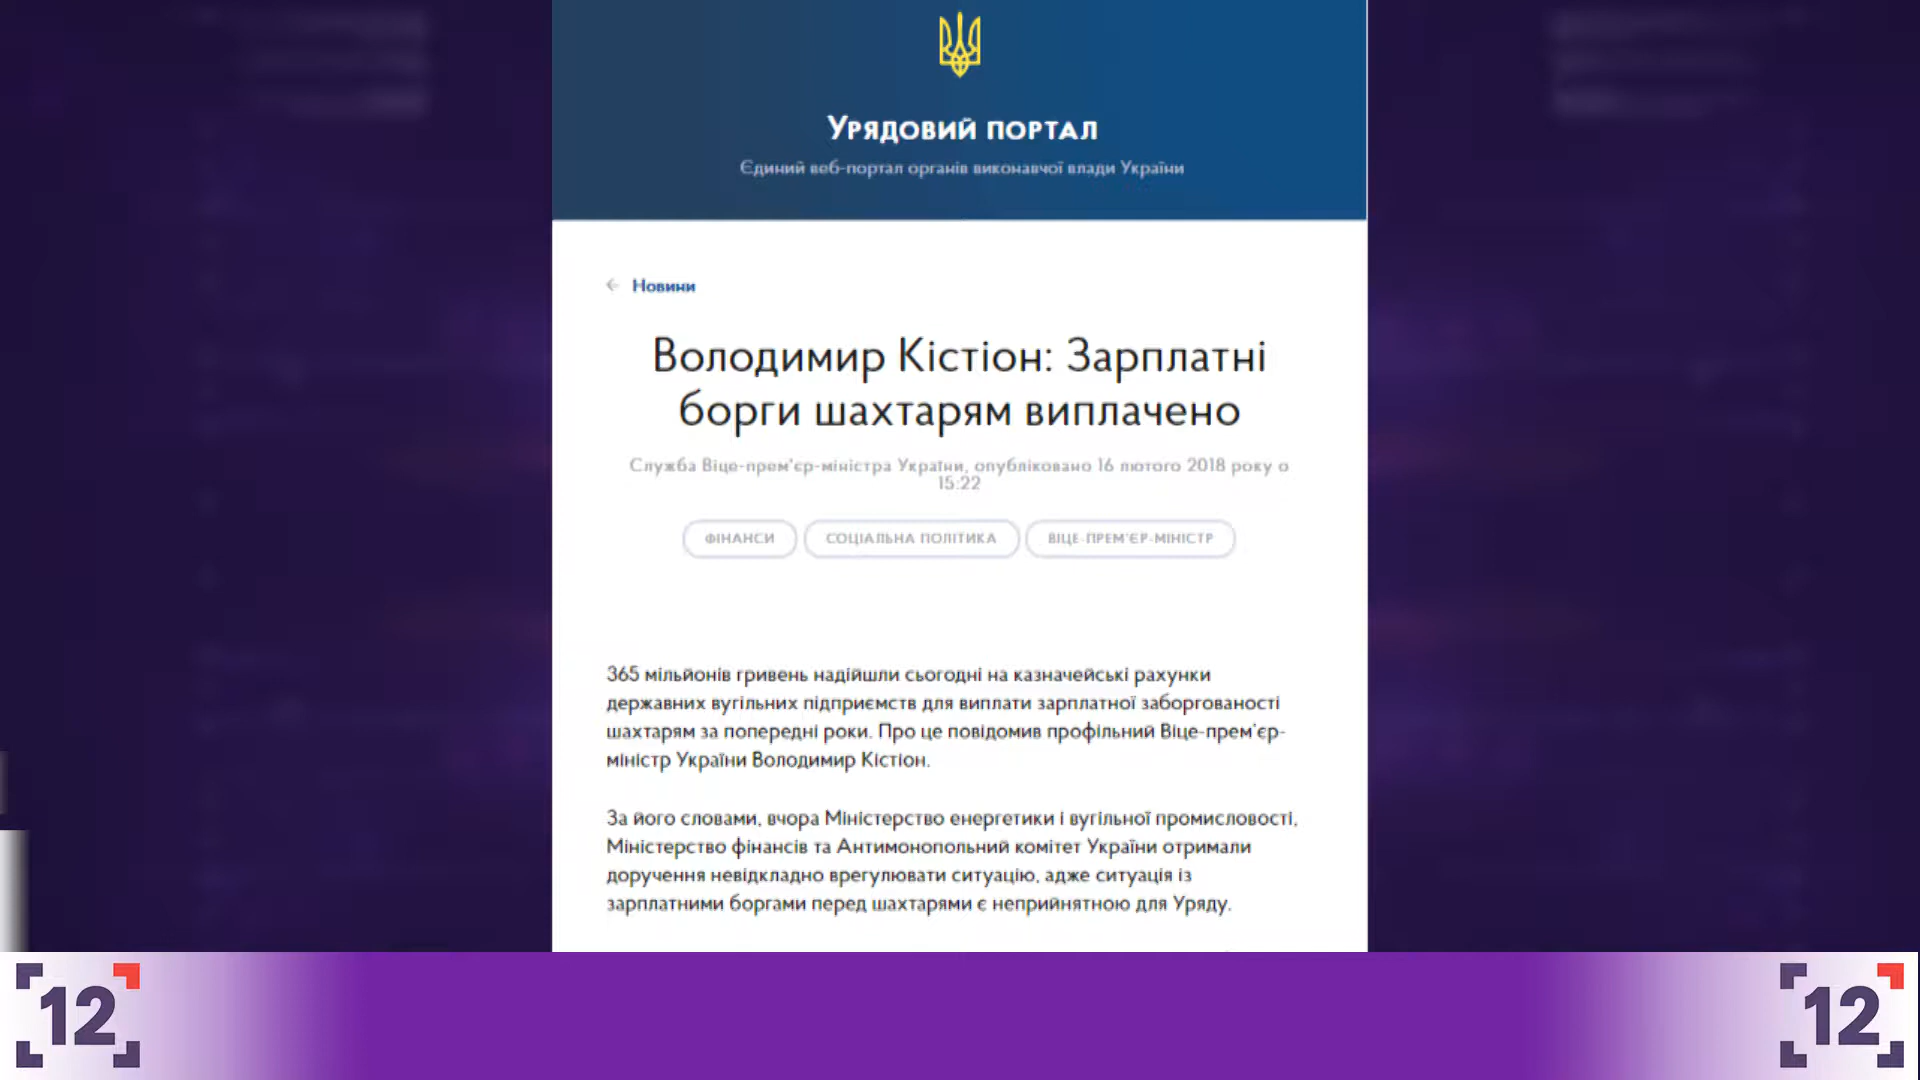 Урядовий портал
Єдиний веб-портал органів виконавчої влади України
← Новини
Володимир Кістіон: Зарплатні
борги шахтарям виплачено
Служба Віце-прем'єр-міністра України, опубліковано 16 лютого 2018 року о
15:22
ФІНАНСИ СОЦІАЛЬНА ПОЛІТИКА ВІЦЕ-ПРЕМ'ЄР-МІНІСТР
365 мільйонів гривень надійшли сьогодні на казначейські рахунки
державних вугільних підприємств для виплати зарплатної заборгованості
шахтарям за попередні роки. Про це повідомив профільний Віце-прем'єр-
міністр України Володимир Кістіон.
За його словами, вчора Міністерство енергетики і вугільної промисловості,
Міністерство фінансів та Антимонопольний комітет України отримали
доручення невідкладно врегулювати ситуацію, адже ситуація із
зарплатними боргами перед шахтарями є неприйнятною для Уряду.
12 12